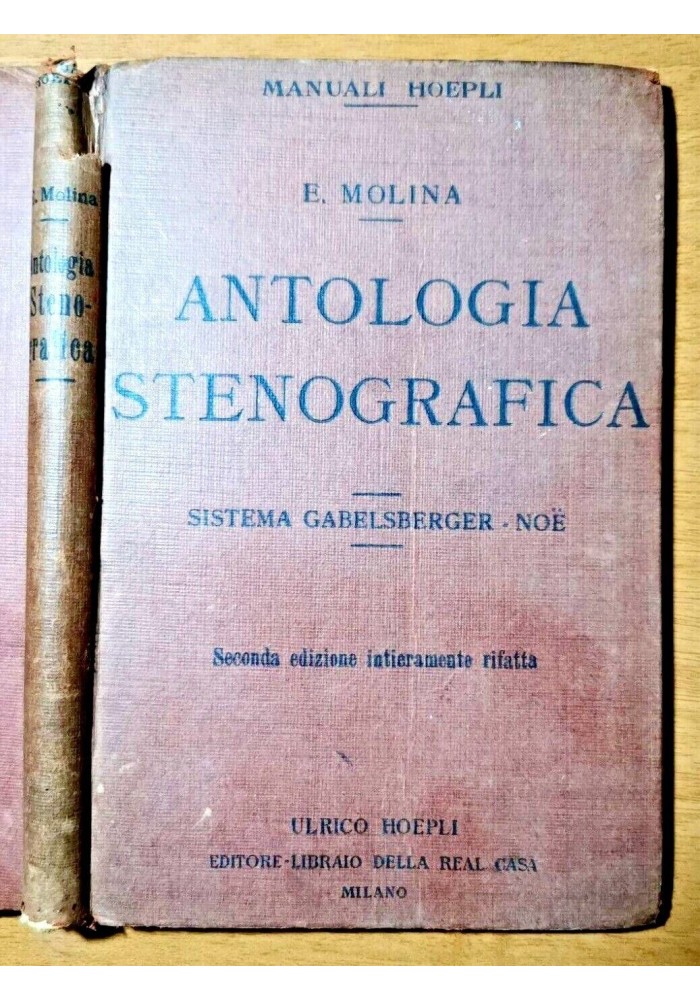 E. Molina
Antologia
Steno-
grafica
MANUALI HOEPLI
E. MOLINA
ANTOLOGIA
STENOGRAFICA
SISTEMA GABELSBERGER - NOË
Seconda edizione intieramente rifatta
ULRICO HOEPLI
EDITORE-LIBRAIO DELLA REAL CASA
MILANO